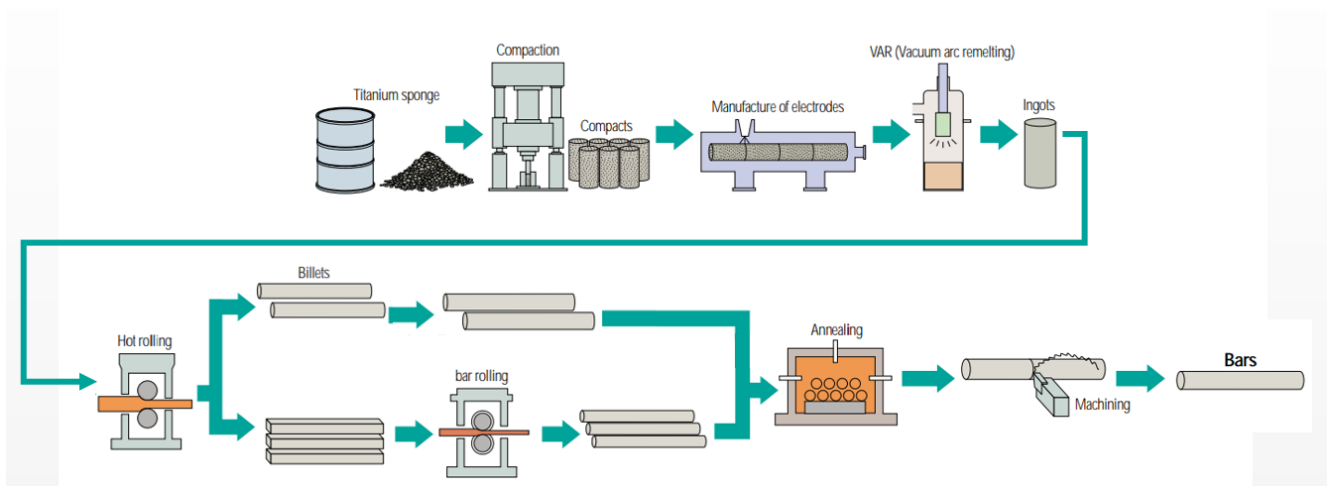 Compaction
VAR (Vacuum arc remelting)
Titanium sponge
Manufacture of electrodes
Ingots
Compacts
Billets
Hot rolling
bar rolling
Annealing
Machining
Bars